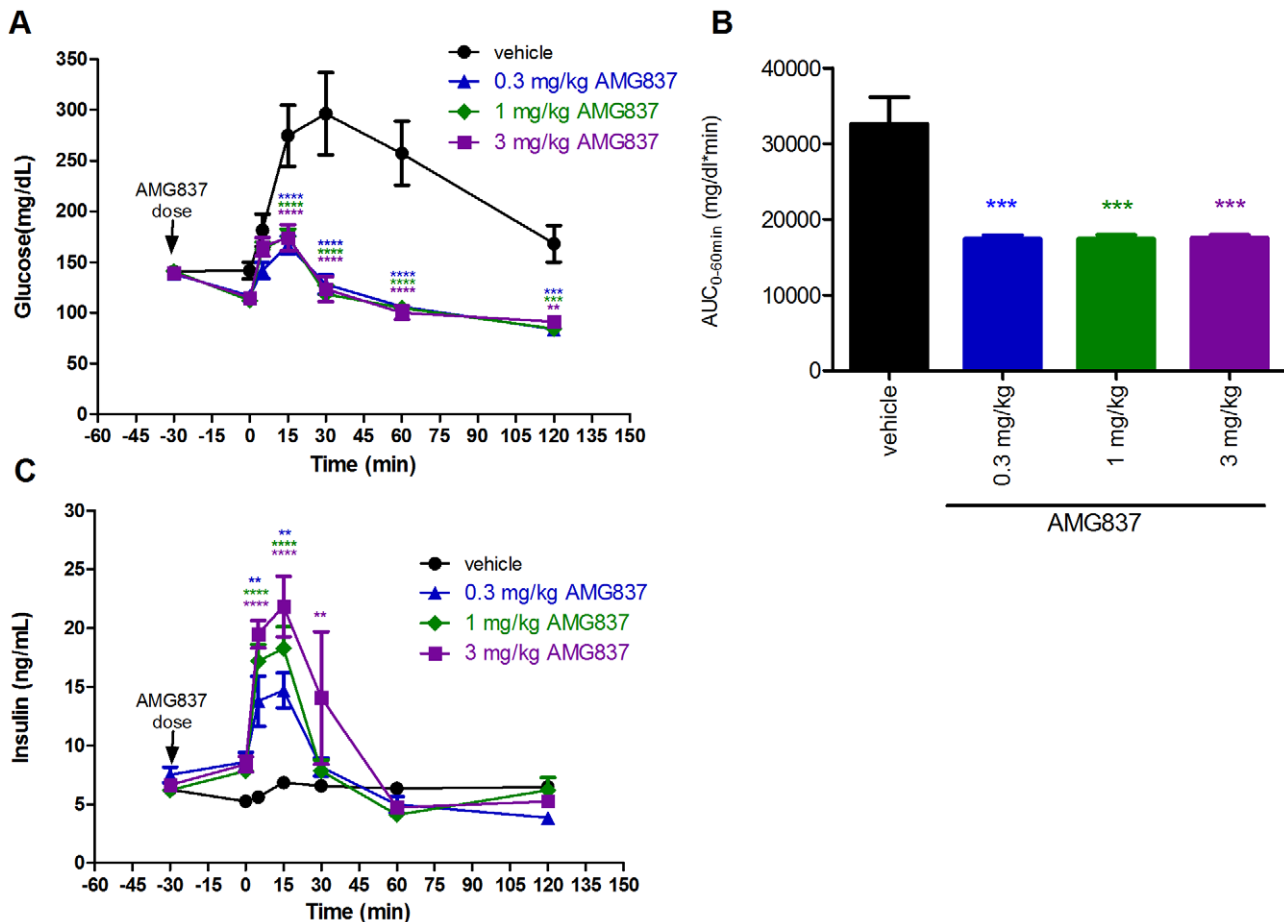 A
350
300
250
200
150
100
50
0
Glucose(mg/dL)
AMG837
dose
vehicle
0.3 mg/kg AMG837
1 mg/kg AMG837
3 mg/kg AMG837
****
****
****
****
****
****
****
****
****
***
***
**
-60 -45 -30 -15 0 15 30 45 60 75 90 105 120 135 150
Time (min)
B
40000
30000
20000
10000
0
AUC0-60min (mg/dl*min)
***
***
***
vehicle
0.3 mg/kg
1 mg/kg
3 mg/kg
AMG837
C
30
25
20
15
10
5
0
Insulin (ng/mL)
AMG837
dose
**
****
****
**
****
****
**
vehicle
0.3 mg/kg AMG837
1 mg/kg AMG837
3 mg/kg AMG837
-60 -45 -30 -15 0 15 30 45 60 75 90 105 120 135 150
Time (min)